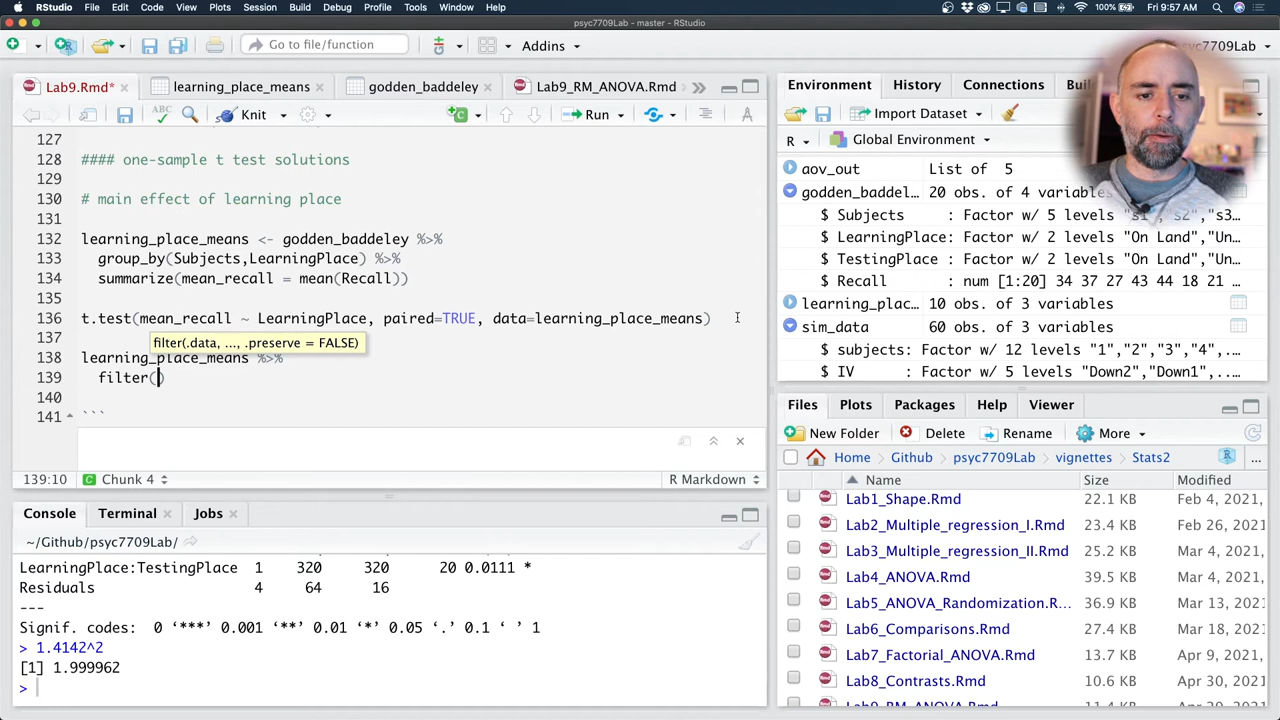 RStudio File Edit Code View Plots Session Build Debug Profile Tools Window Help 100% Fri 9:57 AM
psyc7709Lab - master - RStudio
Go to file/function Addins psyc7709Lab
Lab9.Rmd* learning_place_means godden_baddeley Lab9_RM_ANOVA.Rmd
ABC Knit Run
127
128 #### one-sample t test solutions
129
130 # main effect of learning place
131
132 learning_place_means <- godden_baddeley %>%
133 group_by(Subjects,LearningPlace) %>%
134 summarize(mean_recall = mean(Recall))
135
136 t.test(mean_recall ~ LearningPlace, paired=TRUE, data=learning_place_means)
137
filter(.data, ..., .preserve = FALSE)
138 learning_place_means %>%
139 filter()
140
141 ```
139:10 Chunk 4 R Markdown
Console Terminal Jobs
~/Github/psyc7709Lab/
LearningPlace:TestingPlace 1 320 320 20 0.0111 *
Residuals 4 64 16
---
Signif. codes: 0 ‘***’ 0.001 ‘**’ 0.01 ‘*’ 0.05 ‘.’ 0.1 ‘ ’ 1
> 1.4142^2
[1] 1.999962
>
Environment History Connections Bui
Import Dataset
R Global Environment
aov_out List of 5
godden_baddel… 20 obs. of 4 variables
$ Subjects : Factor w/ 5 levels "s1","s2","s3…
$ LearningPlace: Factor w/ 2 levels "On Land","Un…
$ TestingPlace : Factor w/ 2 levels "On Land","Un…
$ Recall : num [1:20] 34 37 27 43 44 18 21 …
learning_plac… 10 obs. of 3 variables
sim_data 60 obs. of 3 variables
$ subjects: Factor w/ 12 levels "1","2","3","4",…
$ IV : Factor w/ 5 levels "Down2","Down1",..…
Files Plots Packages Help Viewer
New Folder Delete Rename More
Home Github psyc7709Lab vignettes Stats2 ...
Name Size Modified
Lab1_Shape.Rmd 22.1 KB Feb 4, 2021,
Lab2_Multiple_regression_I.Rmd 23.4 KB Feb 26, 2021
Lab3_Multiple_regression_II.Rmd 25.2 KB Mar 4, 2021,
Lab4_ANOVA.Rmd 39.5 KB Mar 4, 2021,
Lab5_ANOVA_Randomization.R... 36.9 KB Mar 13, 2021
Lab6_Comparisons.Rmd 27.4 KB Mar 18, 2021
Lab7_Factorial_ANOVA.Rmd 13.7 KB Apr 9, 2021,
Lab8_Contrasts.Rmd 10.6 KB Apr 30, 2021
Lab9_RM_ANOVA.Rmd 11.4 KB Apr 29, 2021